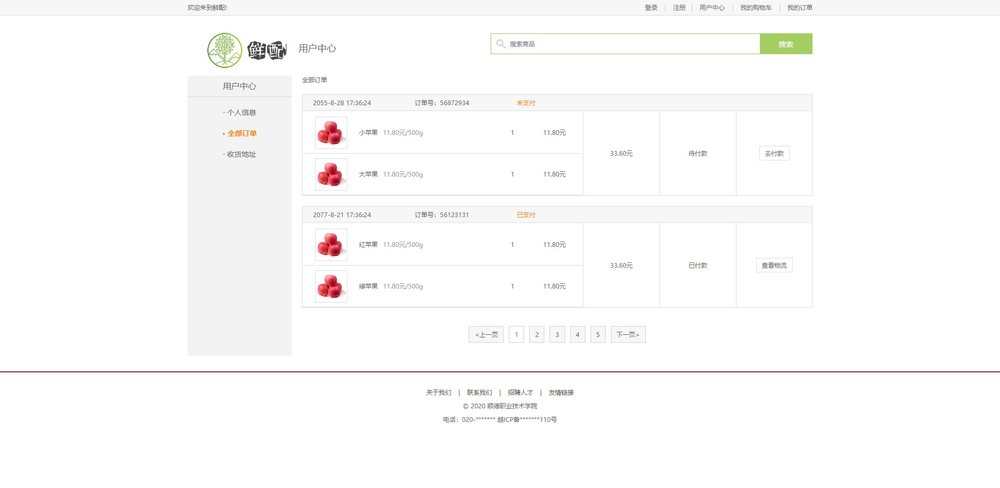 欢迎来到鲜配!
登录 | 注册 | 用户中心 | 我的购物车 | 我的订单
鲜配 用户中心
搜索商品 搜索
用户中心
· 个人信息
• 全部订单
· 收货地址
全部订单
2055-8-28 17:36:24 订单号：56872934 未支付
小苹果 11.80元/500g 1 11.80元
大苹果 11.80元/500g 1 11.80元
33.60元 待付款 去付款
2077-8-21 17:36:24 订单号：56123131 已支付
红苹果 11.80元/500g 1 11.80元
绿苹果 11.80元/500g 1 11.80元
33.60元 已付款 查看物流
<上一页 1 2 3 4 5 下一页>
关于我们 | 联系我们 | 招聘人才 | 友情链接
© 2020 顺德职业技术学院
电话：020-******* 越ICP备*******110号